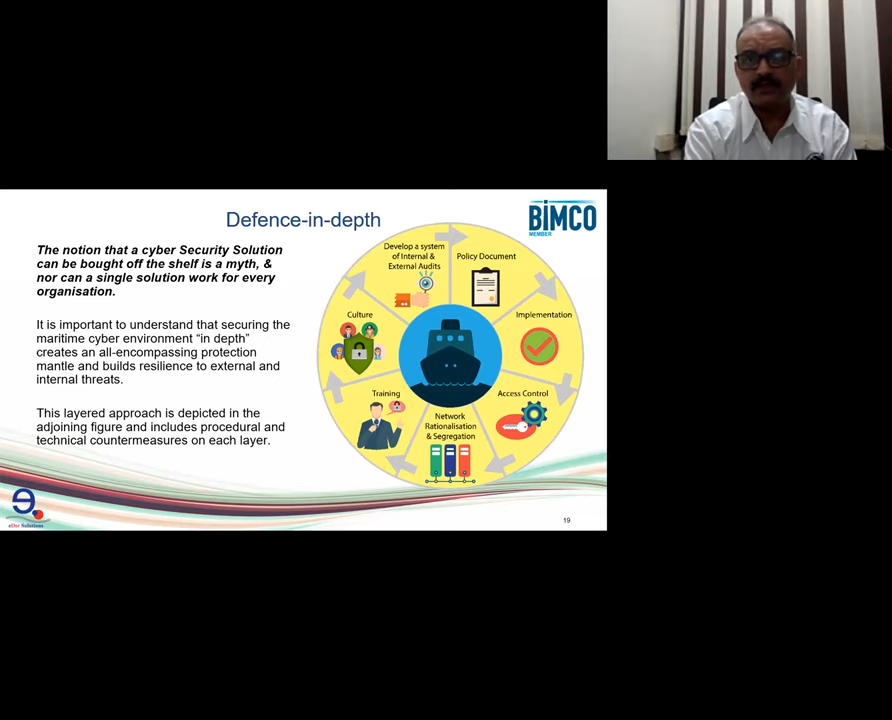 Defence-in-depth
BIMCO
MEMBER
The notion that a cyber Security Solution
can be bought off the shelf is a myth, &
nor can a single solution work for every
organisation.
It is important to understand that securing the
maritime cyber environment “in depth”
creates an all-encompassing protection
mantle and builds resilience to external and
internal threats.
This layered approach is depicted in the
adjoining figure and includes procedural and
technical countermeasures on each layer.
Develop a system
of Internal &
External Audits
Policy Document
Implementation
Access Control
Network
Rationalisation
& Segregation
Training
Culture
eDot Solutions
19